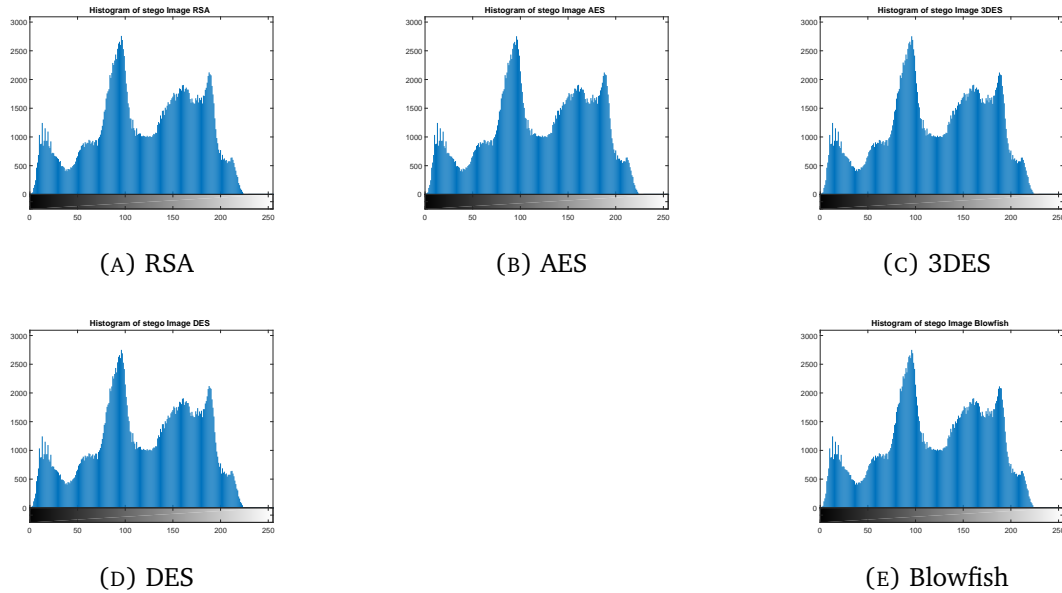 Histogram of stego Image RSA
3000
2500
2000
1500
1000
500
0
0 50 100 150 200 250
(A) RSA
Histogram of stego Image AES
3000
2500
2000
1500
1000
500
0
0 50 100 150 200 250
(B) AES
Histogram of stego Image 3DES
3000
2500
2000
1500
1000
500
0
0 50 100 150 200 250
(C) 3DES
Histogram of stego Image DES
3000
2500
2000
1500
1000
500
0
0 50 100 150 200 250
(D) DES
Histogram of stego Image Blowfish
3000
2500
2000
1500
1000
500
0
0 50 100 150 200 250
(E) Blowfish